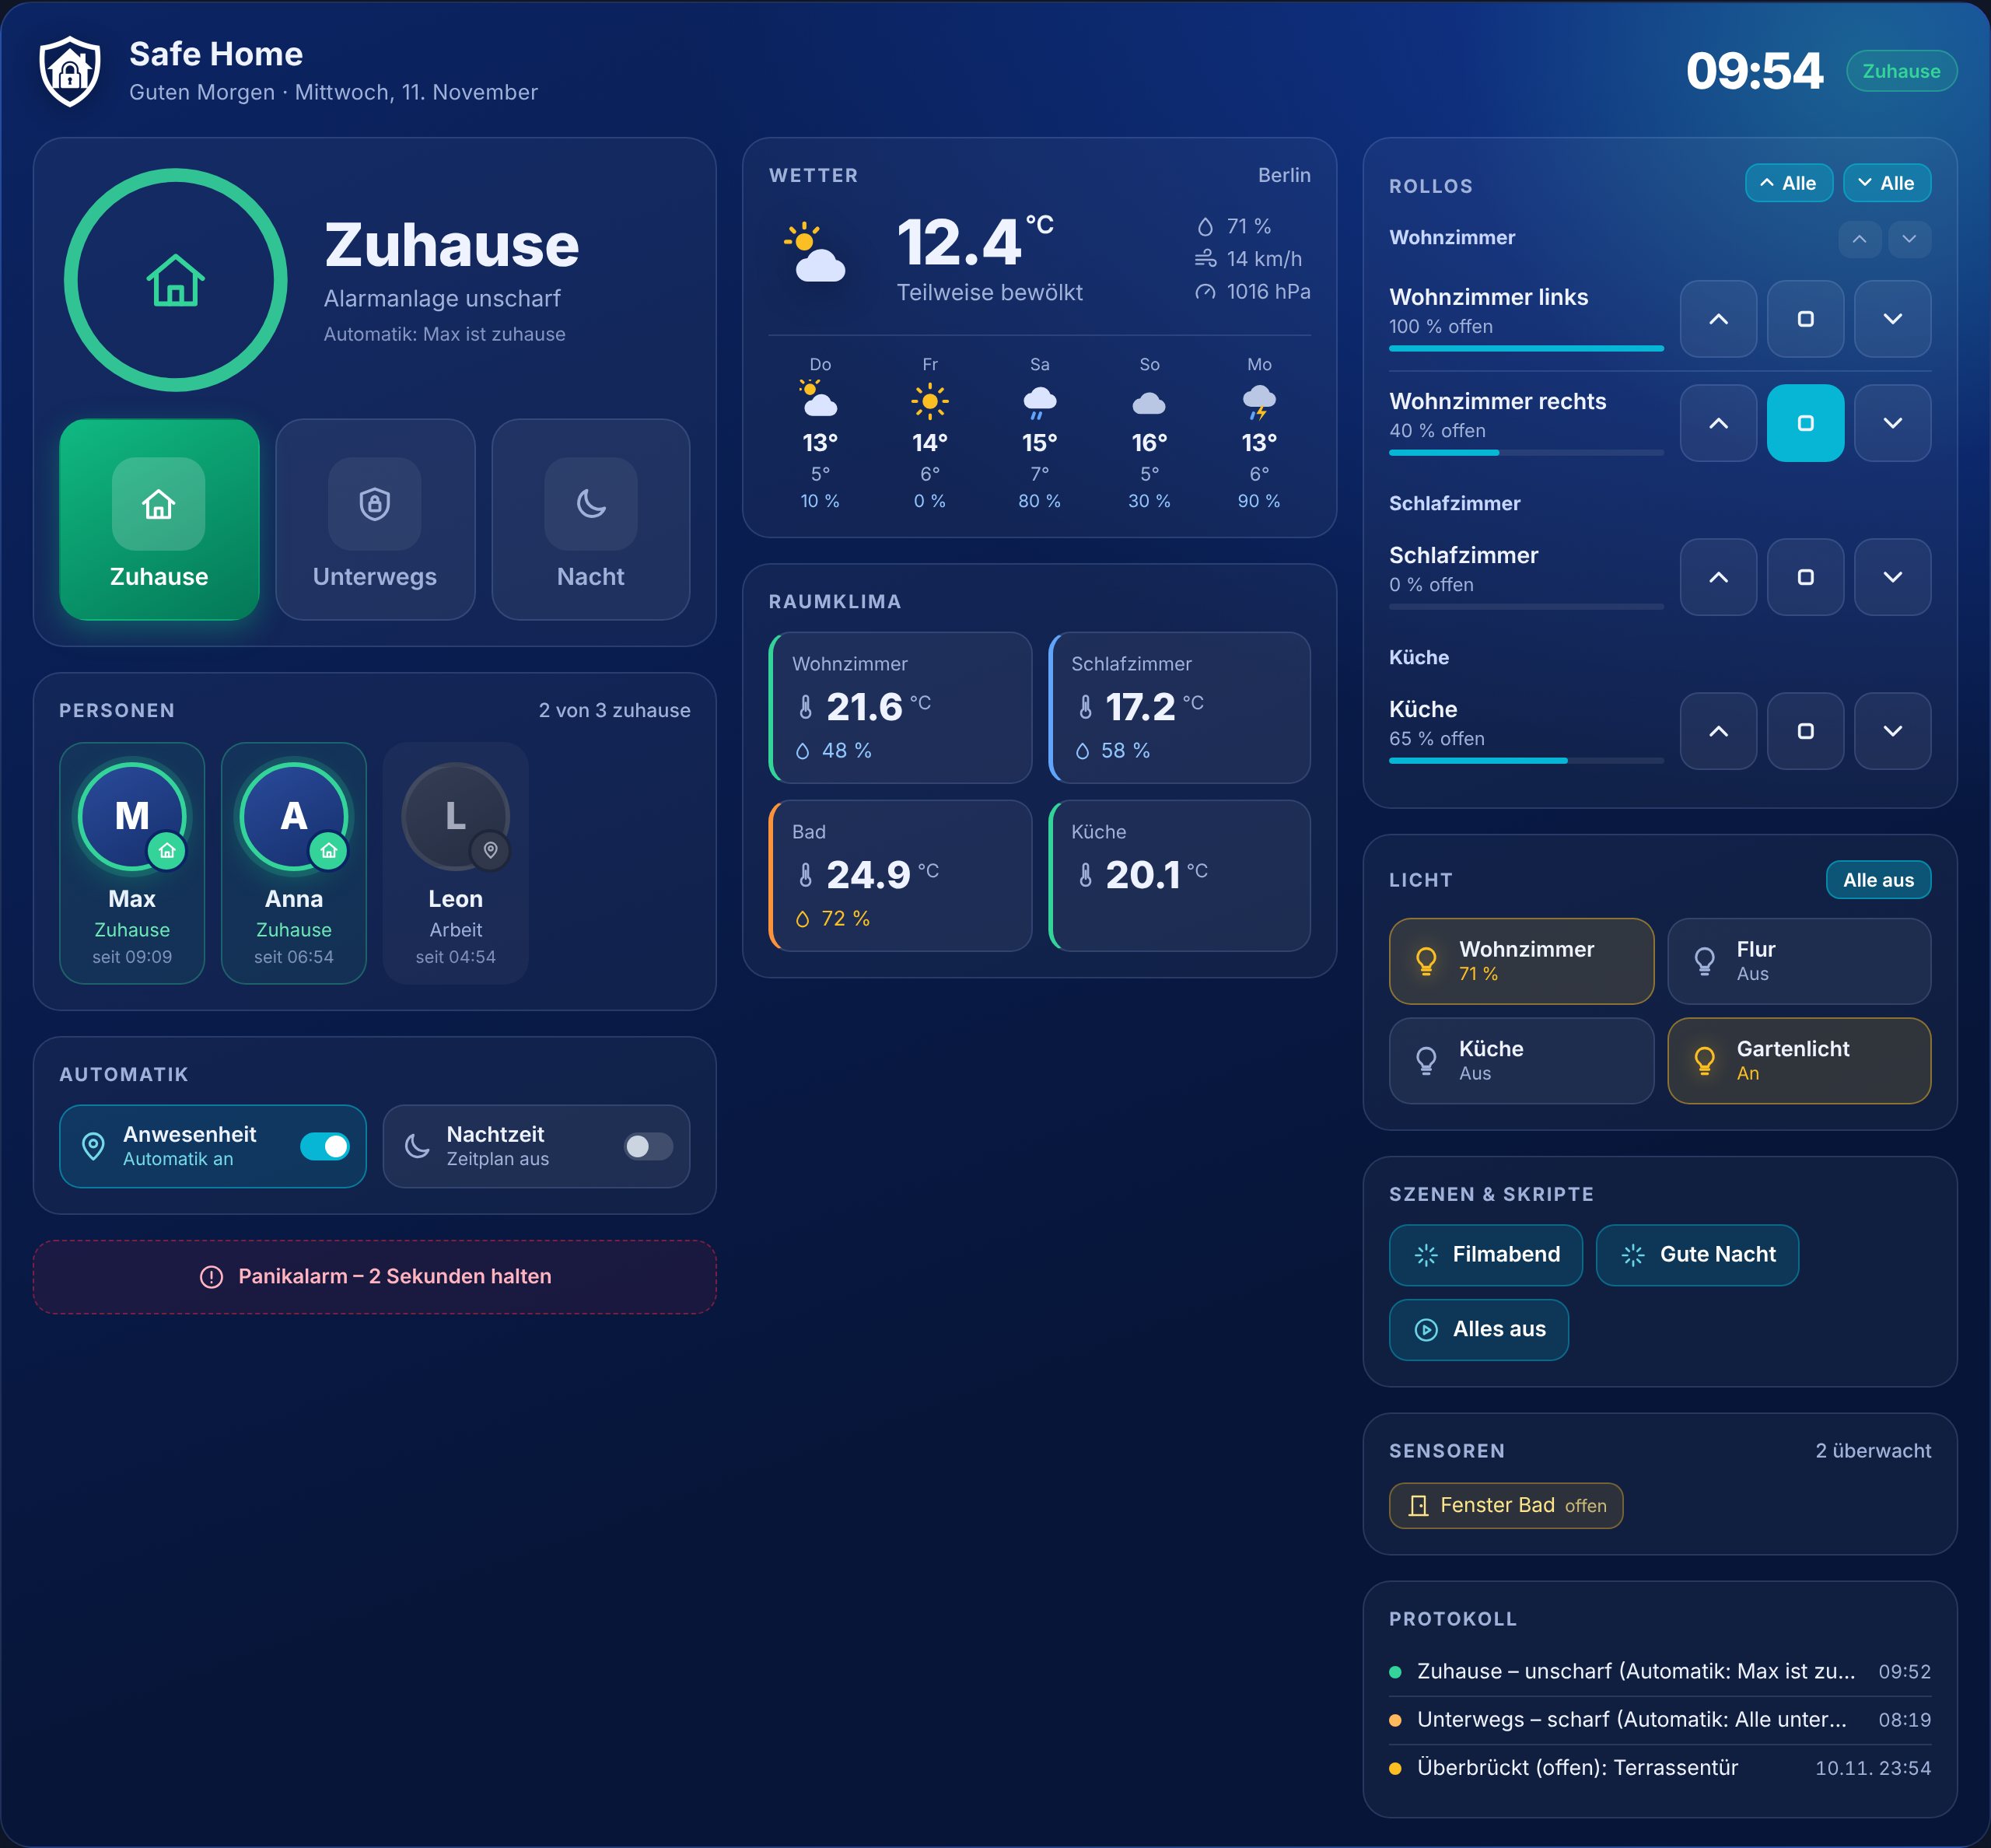 Safe Home
Guten Morgen · Mittwoch, 11. November
09:54
Zuhause
Zuhause
Alarmanlage unscharf
Automatik: Max ist zuhause
Zuhause
Unterwegs
Nacht
PERSONEN
2 von 3 zuhause
M
A
L
Max
Anna
Leon
Zuhause
Zuhause
Arbeit
seit 09:09
seit 06:54
seit 04:54
AUTOMATIK
Anwesenheit
Automatik an
Nachtzeit
Zeitplan aus
Panikalarm – 2 Sekunden halten
WETTER
Berlin
12.4 °C
Teilweise bewölkt
71 %
14 km/h
1016 hPa
Do Fr Sa So Mo
13° 14° 15° 16° 13°
5° 6° 7° 5° 6°
10 % 0 % 80 % 30 % 90 %
RAUMKLIMA
Wohnzimmer
21.6 °C
48 %
Schlafzimmer
17.2 °C
58 %
Bad
24.9 °C
72 %
Küche
20.1 °C
ROLLOS
Alle
Alle
Wohnzimmer
Wohnzimmer links
100 % offen
Wohnzimmer rechts
40 % offen
Schlafzimmer
Schlafzimmer
0 % offen
Küche
Küche
65 % offen
LICHT
Alle aus
Wohnzimmer
71 %
Flur
Aus
Küche
Aus
Gartenlicht
An
SZENEN & SKRIPTE
Filmabend
Gute Nacht
Alles aus
SENSOREN
2 überwacht
Fenster Bad offen
PROTOKOLL
Zuhause – unscharf (Automatik: Max ist zu... 09:52
Unterwegs – scharf (Automatik: Alle unter... 08:19
Überbrückt (offen): Terrassentür 10.11. 23:54